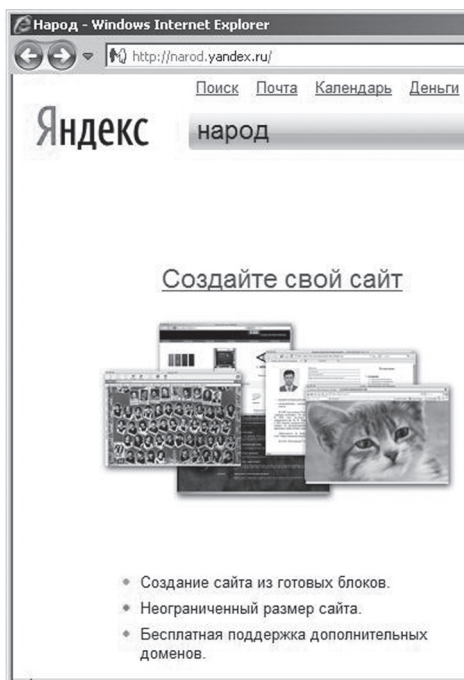 Народ - Windows Internet Explorer
http://narod.yandex.ru/
Поиск Почта Календарь Деньги
Яндекс народ
Создайте свой сайт
Создание сайта из готовых блоков.
Неограниченный размер сайта.
Бесплатная поддержка дополнительных
доменов.